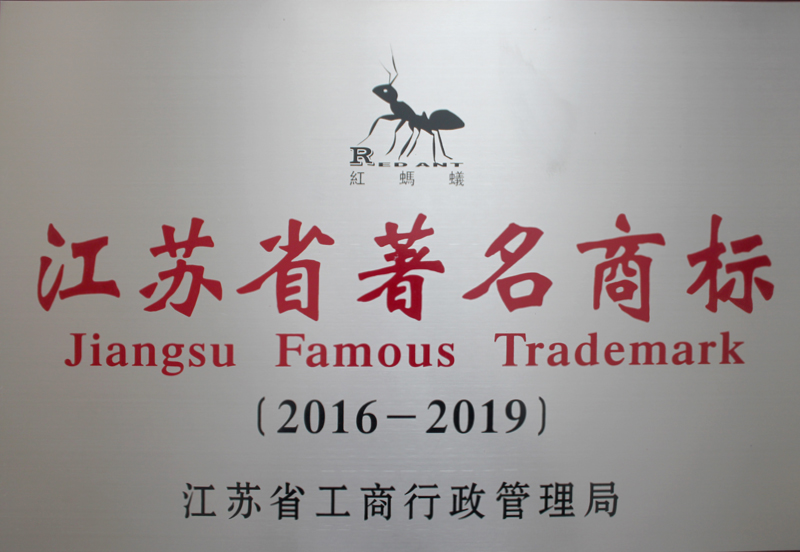 RED ANT
紅螞蟻
江苏省著名商标
Jiangsu Famous Trademark
(2016-2019)
江苏省工商行政管理局